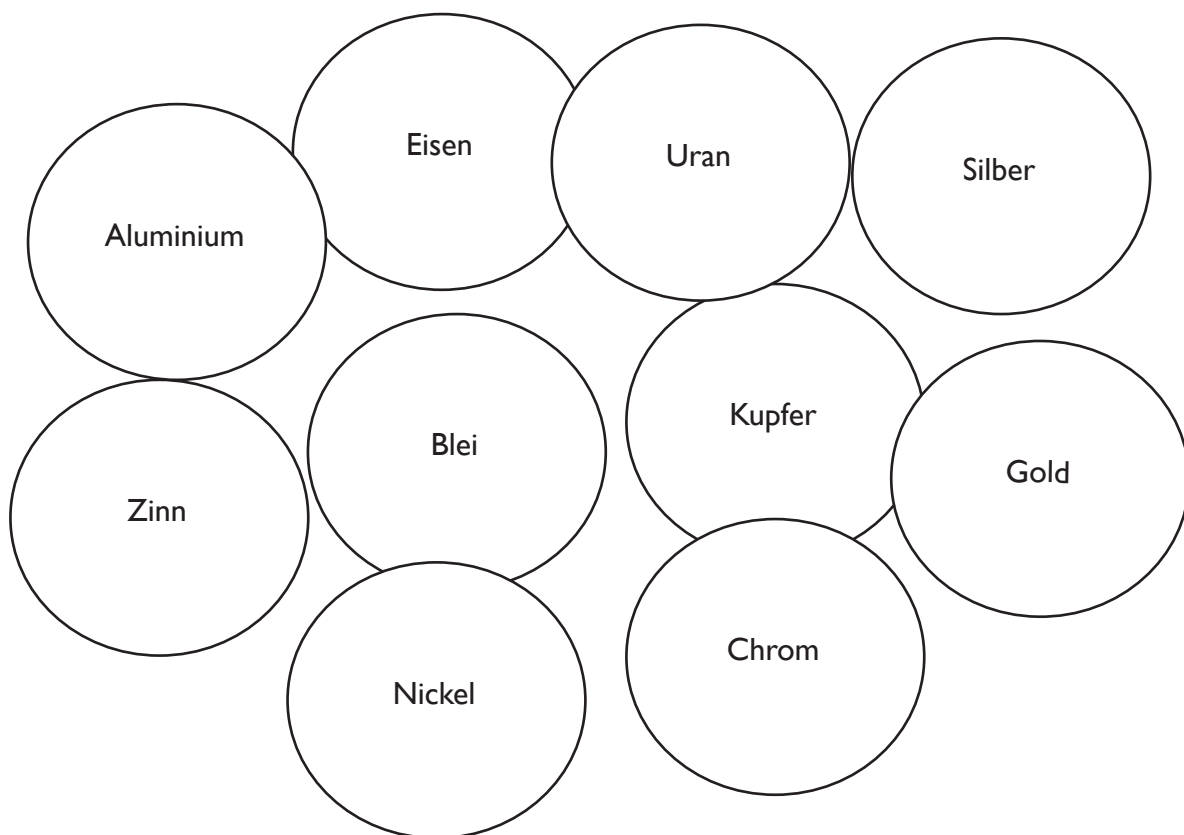 Eisen
Uran
Silber
Aluminium
Kupfer
Blei
Gold
Zinn
Chrom
Nickel